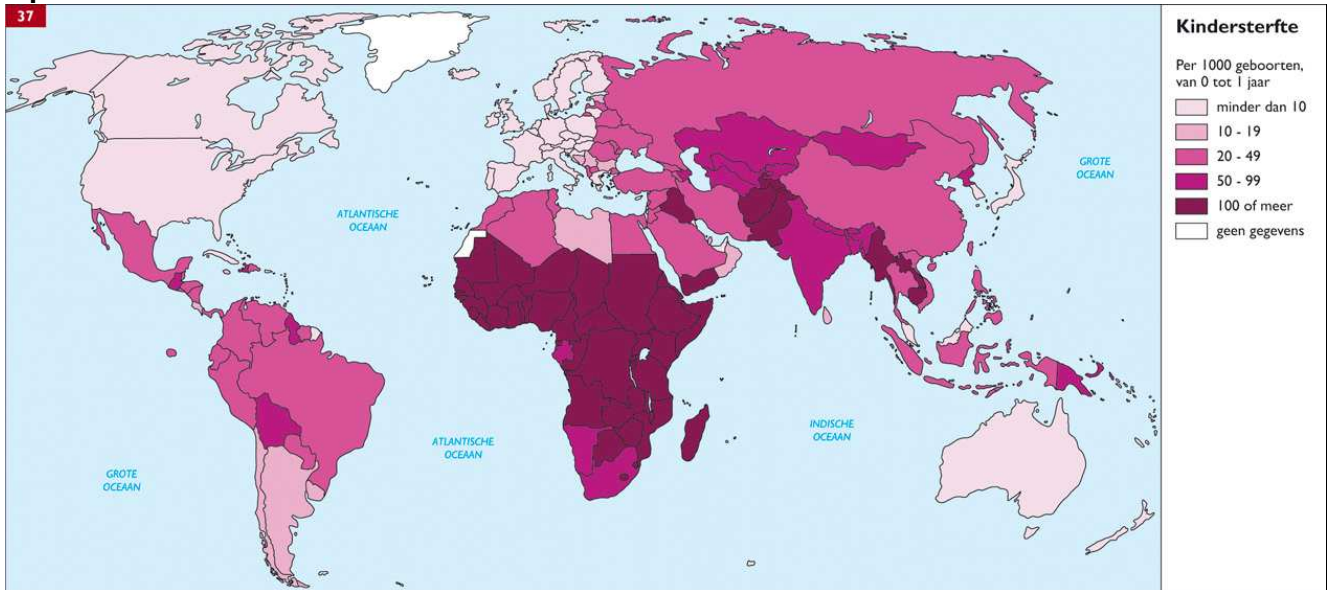 37
Kindersterfte
Per 1000 geboorten,
van 0 tot 1 jaar
minder dan 10
10 - 19
20 - 49
50 - 99
100 of meer
geen gegevens
GROTE
OCEAAN
ATLANTISCHE
OCEAAN
INDISCHE
OCEAAN
ATLANTISCHE
OCEAAN
GROTE
OCEAAN